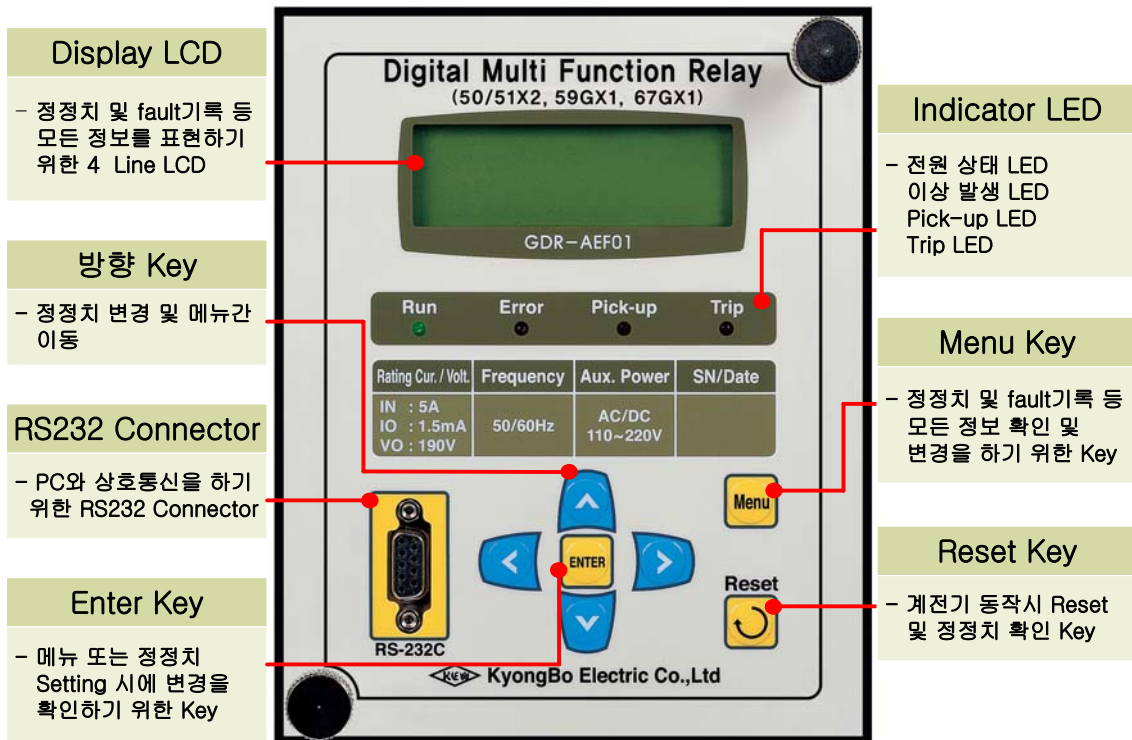 Display LCD
- 정정치 및 fault기록 등
모든 정보를 표현하기
위한 4 Line LCD
방향 Key
- 정정치 변경 및 메뉴간
이동
RS232 Connector
- PC와 상호통신을 하기
위한 RS232 Connector
Enter Key
- 메뉴 또는 정정치
Setting 시에 변경을
확인하기 위한 Key
Digital Multi Function Relay
(50/51X2, 59GX1, 67GX1)
GDR-AEF01
Run Error Pick-up Trip
Rating Cur. / Volt. Frequency Aux. Power SN/Date
IN : 5A
IO : 1.5mA
VO : 190V
50/60Hz
AC/DC
110~220V
Menu
ENTER
Reset
RS-232C
KEW KyongBo Electric Co.,Ltd
Indicator LED
- 전원 상태 LED
이상 발생 LED
Pick-up LED
Trip LED
Menu Key
- 정정치 및 fault기록 등
모든 정보 확인 및
변경을 하기 위한 Key
Reset Key
- 계전기 동작시 Reset
및 정정치 확인 Key